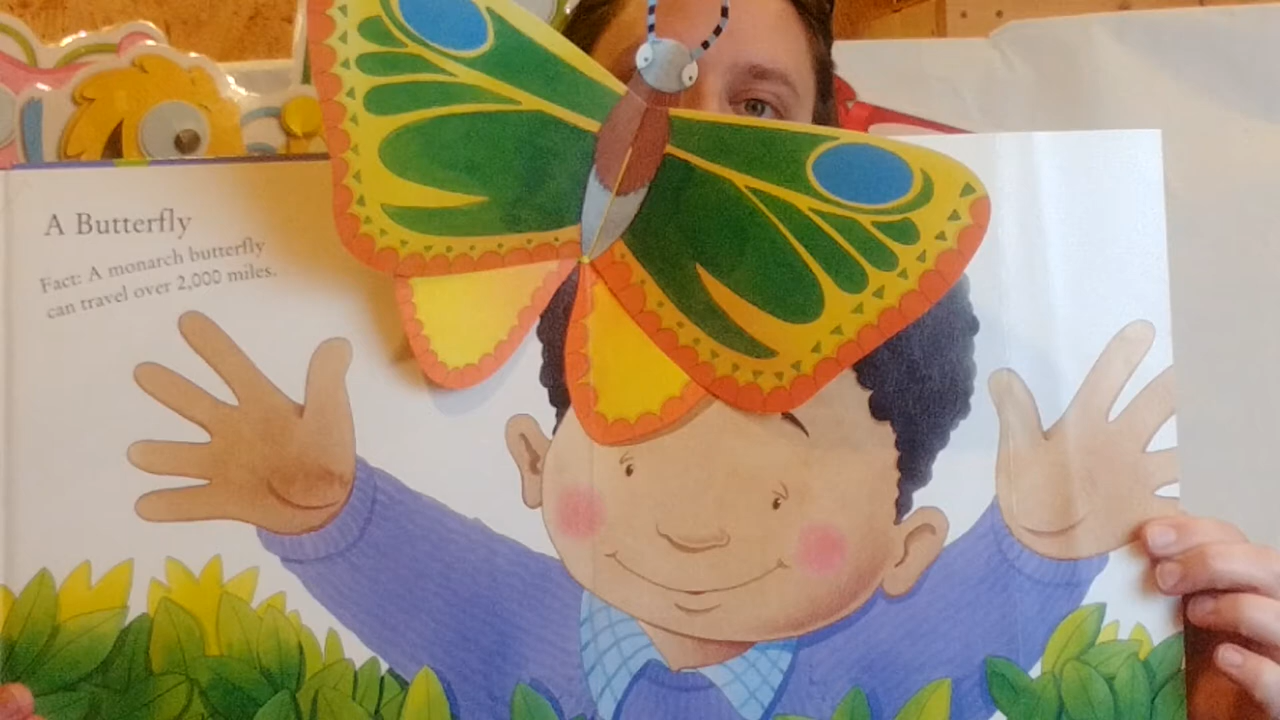 A Butterfly
Fact: A monarch butterfly
can travel over 2,000 miles.